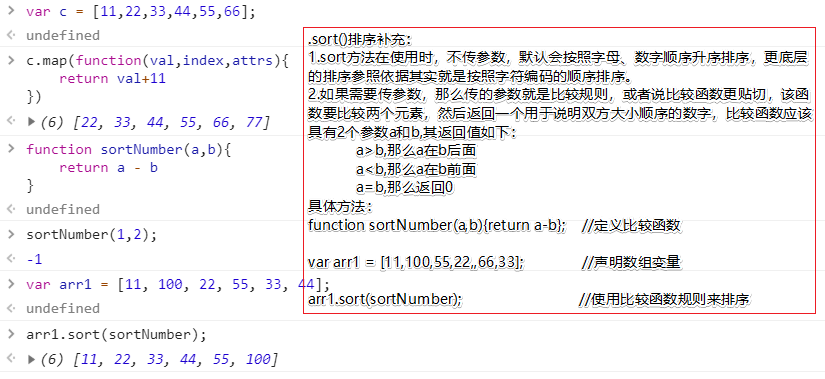 var c = [11,22,33,44,55,66];
undefined
c.map(function(val,index,attrs){
return val+11
})
(6) [22, 33, 44, 55, 66, 77]
function sortNumber(a,b){
return a - b
}
undefined
sortNumber(1,2);
-1
var arr1 = [11, 100, 22, 55, 33, 44];
undefined
arr1.sort(sortNumber);
(6) [11, 22, 33, 44, 55, 100]
.sort()排序补充：
1.sort方法在使用时，不传参数，默认会按照字母、数字顺序升序排序，更底层
的排序参照依据其实就是按照字符编码的顺序排序。
2.如果需要传参数，那么传的参数就是比较规则，或者说比较函数更贴切，该函
数要比较两个元素，然后返回一个用于说明双方大小顺序的数字，比较函数应该
具有2个参数a和b,其返回值如下：
a>b,那么a在b后面
a<b,那么a在b前面
a=b,那么返回0
具体方法：
function sortNumber(a,b){return a-b}; //定义比较函数
var arr1 = [11,100,55,22,,66,33]; //声明数组变量
arr1.sort(sortNumber); //使用比较函数规则来排序